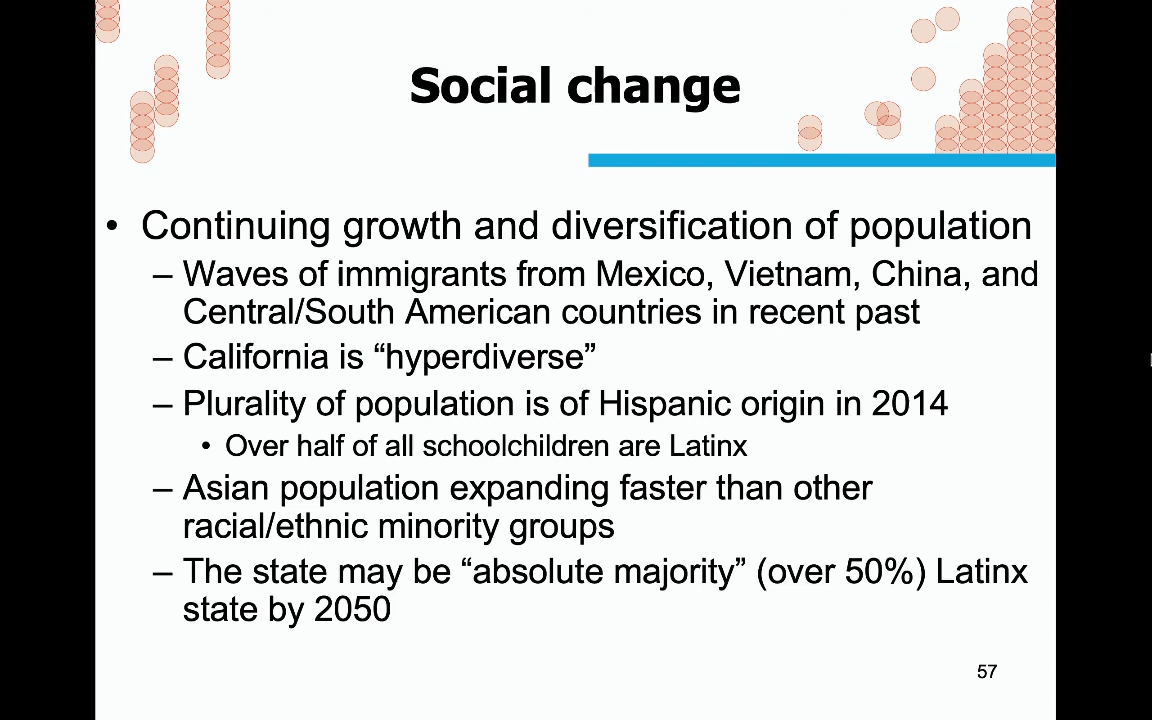 Social change
• Continuing growth and diversification of population
– Waves of immigrants from Mexico, Vietnam, China, and
Central/South American countries in recent past
– California is “hyperdiverse”
– Plurality of population is of Hispanic origin in 2014
• Over half of all schoolchildren are Latinx
– Asian population expanding faster than other
racial/ethnic minority groups
– The state may be “absolute majority” (over 50%) Latinx
state by 2050
57